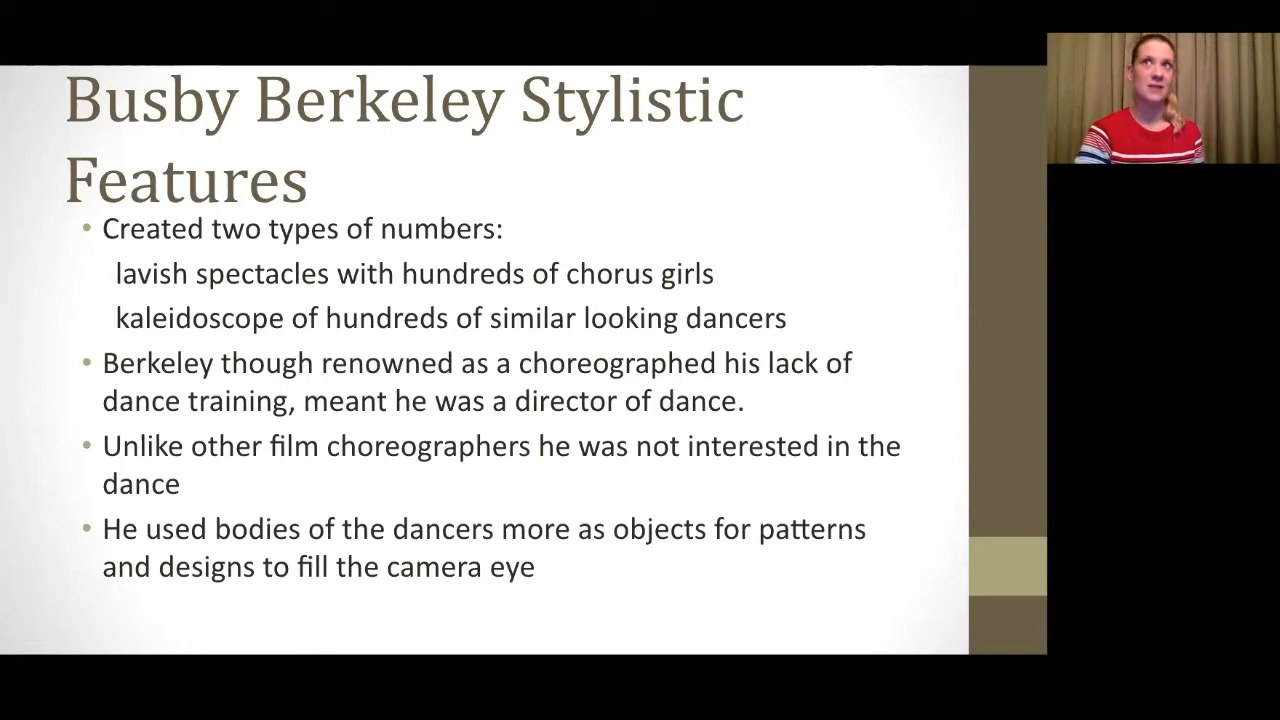 Busby Berkeley Stylistic
Features
• Created two types of numbers:
lavish spectacles with hundreds of chorus girls
kaleidoscope of hundreds of similar looking dancers
• Berkeley though renowned as a choreographed his lack of
dance training, meant he was a director of dance.
• Unlike other film choreographers he was not interested in the
dance
• He used bodies of the dancers more as objects for patterns
and designs to fill the camera eye